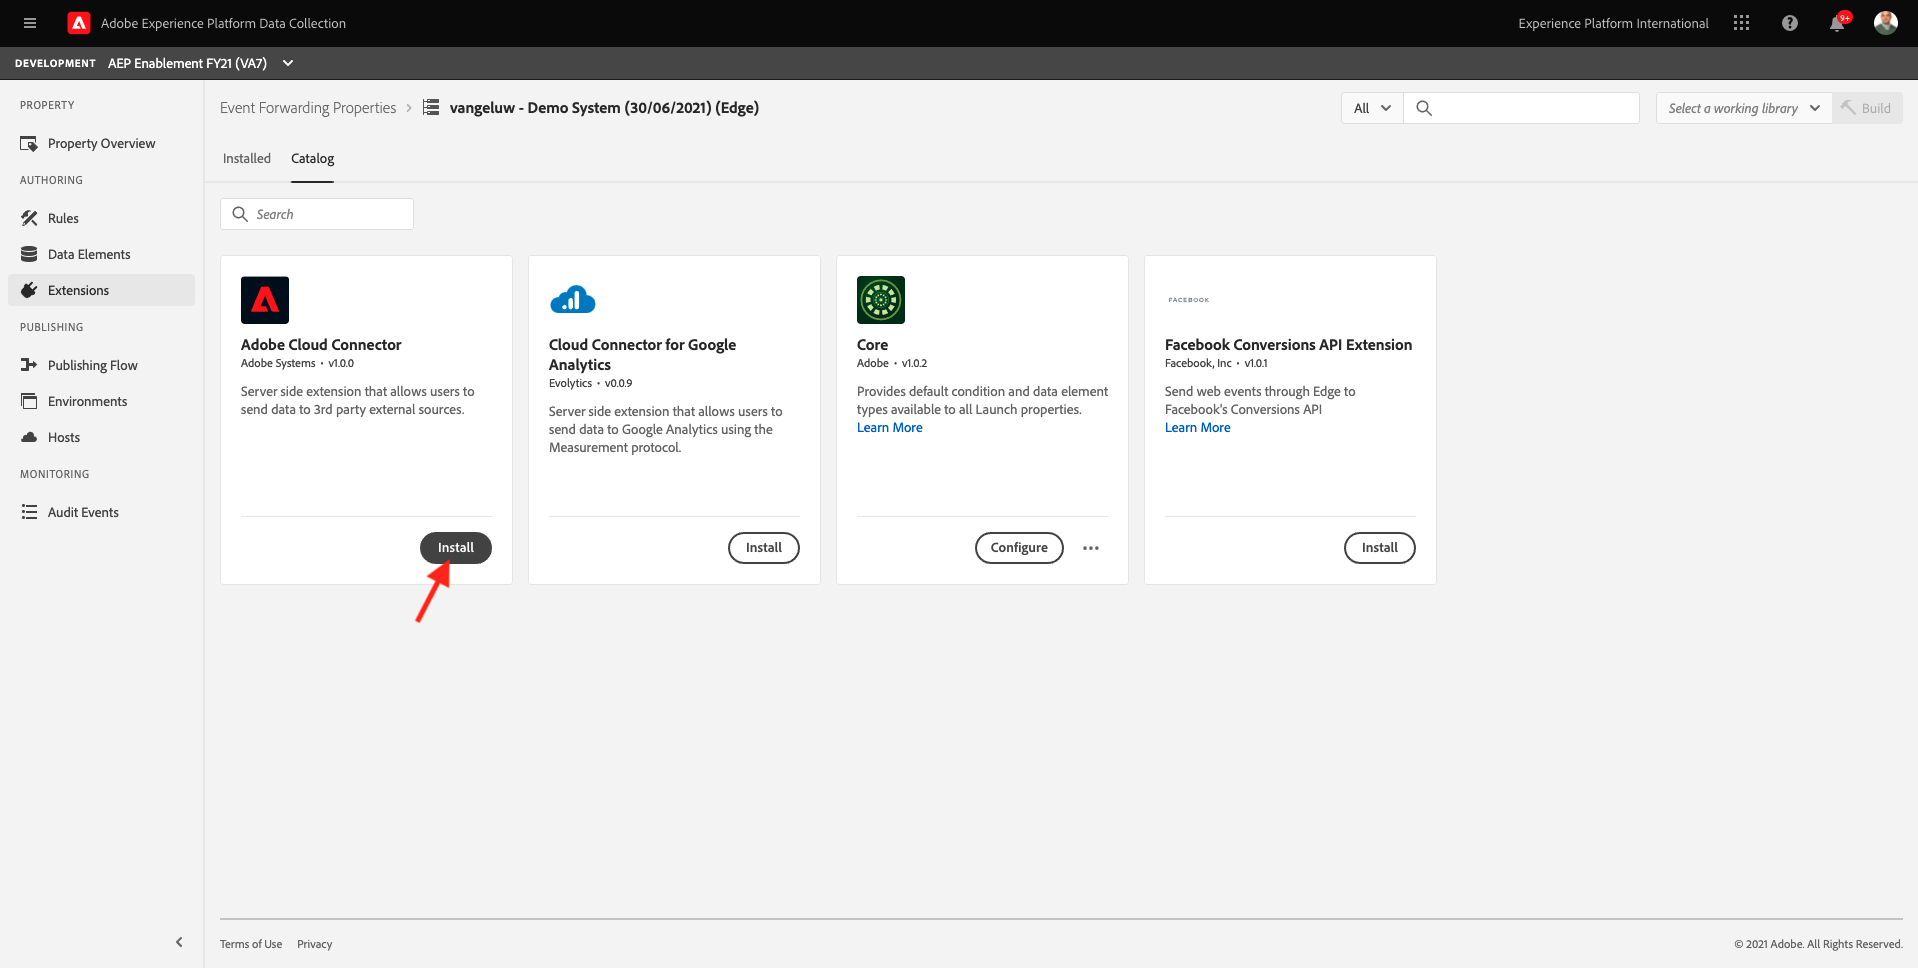 Adobe Experience Platform Data Collection
Experience Platform International
9+
DEVELOPMENT AEP Enablement FY21 (VA7)
PROPERTY
Property Overview
AUTHORING
Rules
Data Elements
Extensions
PUBLISHING
Publishing Flow
Environments
Hosts
MONITORING
Audit Events
Event Forwarding Properties > vangeluw - Demo System (30/06/2021) (Edge)
All
Select a working library
Build
Installed Catalog
Search
Adobe Cloud Connector
Adobe Systems • v1.0.0
Server side extension that allows users to
send data to 3rd party external sources.
Install
Cloud Connector for Google
Analytics
Evolytics • v0.0.9
Server side extension that allows users to
send data to Google Analytics using the
Measurement protocol.
Install
Core
Adobe • v1.0.2
Provides default condition and data element
types available to all Launch properties.
Learn More
Configure
FACEBOOK
Facebook Conversions API Extension
Facebook, Inc • v1.0.1
Send web events through Edge to
Facebook's Conversions API
Learn More
Install
Terms of Use Privacy
© 2021 Adobe. All Rights Reserved.